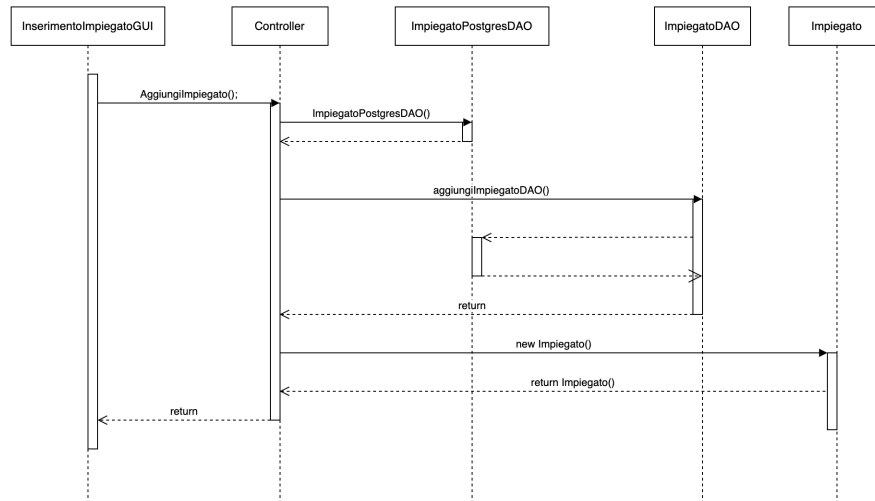 InserimentoImpiegatoGUI
Controller
ImpiegatoPostgresDAO
ImpiegatoDAO
Impiegato
AggiungiImpiegato();
ImpiegatoPostgresDAO()
aggiungiImpiegatoDAO()
return
new Impiegato()
return Impiegato()
return